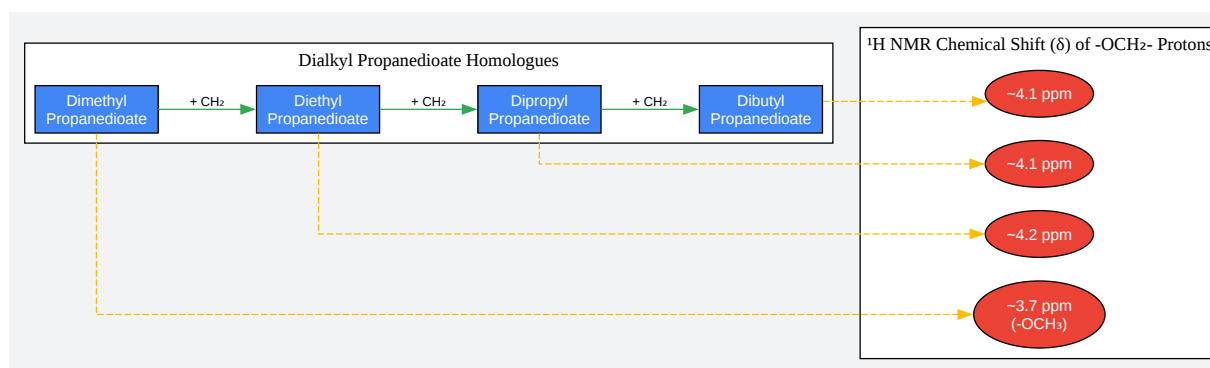 Dialkyl Propanedioate Homologues
Dimethyl
Propanedioate
+ CH₂
Diethyl
Propanedioate
+ CH₂
Dipropyl
Propanedioate
+ CH₂
Dibutyl
Propanedioate
¹H NMR Chemical Shift (δ) of -OCH₂- Protons
~4.1 ppm
~4.1 ppm
~4.2 ppm
~3.7 ppm
(-OCH₃)